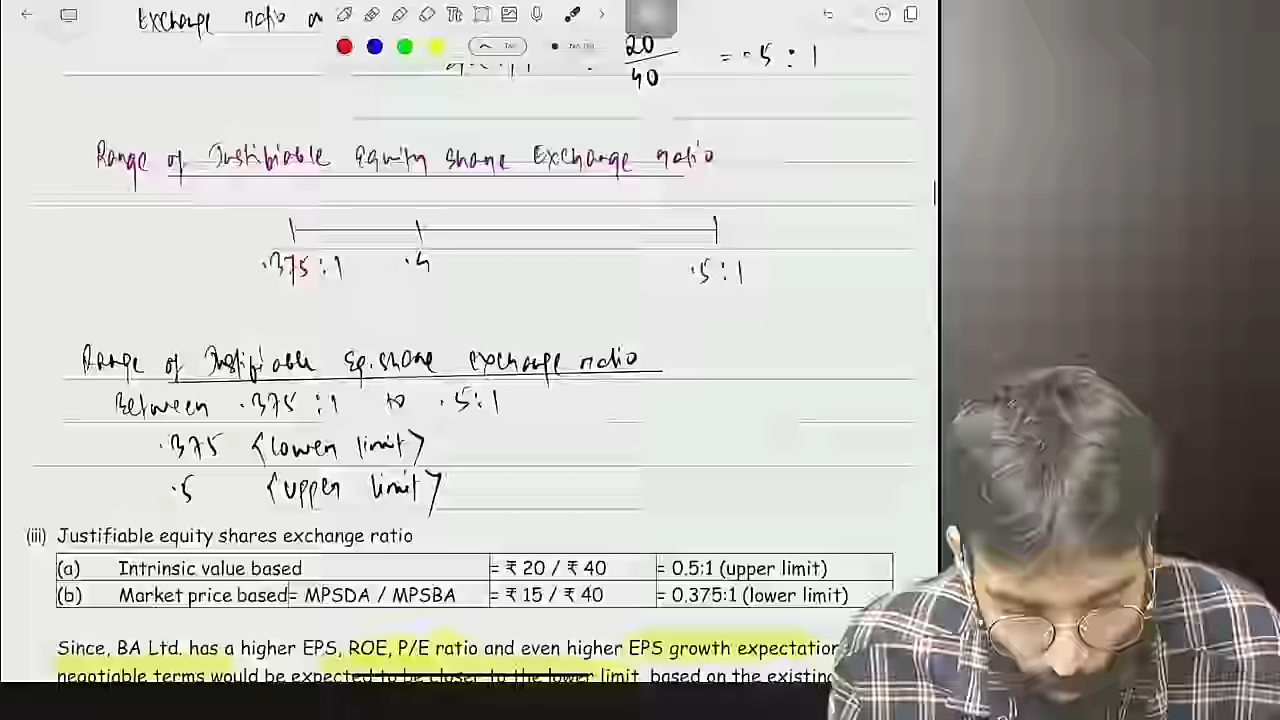 Exchange ratio
20
40
= .5 : 1
Range of Justifiable Equity share Exchange ratio
.375 : 1 .4 .5 : 1
Range of Justifiable Eq. share exchange ratio
Between .375 : 1 to .5 : 1
.375 <lower limit>
.5 <upper limit>
(iii) Justifiable equity shares exchange ratio
(a) Intrinsic value based = ₹ 20 / ₹ 40 = 0.5:1 (upper limit)
(b) Market price based = MPSDA / MPSBA = ₹ 15 / ₹ 40 = 0.375:1 (lower limit)
Since, BA Ltd. has a higher EPS, ROE, P/E ratio and even higher EPS growth expectation
negotiable terms would be expected to be closer to the lower limit, based on the existing